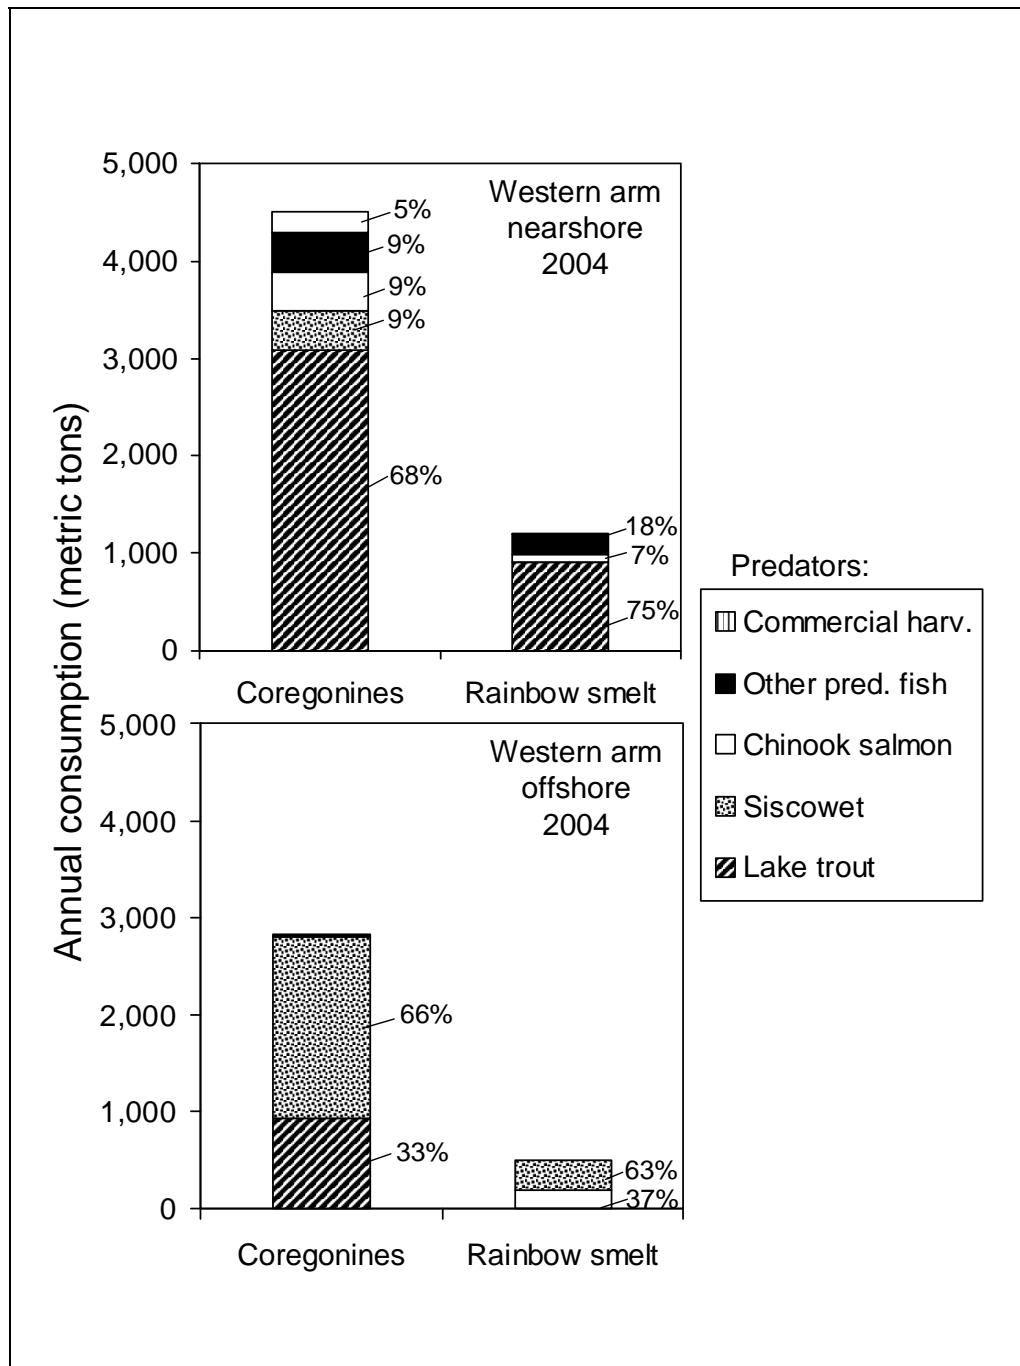 5,000
4,000
3,000
2,000
1,000
0
Western arm
nearshore
2004
5%
9%
9%
9%
68%
18%
7%
75%
Coregonines
Rainbow smelt
Annual consumption (metric tons)
5,000
4,000
3,000
2,000
1,000
0
Western arm
offshore
2004
66%
33%
63%
37%
Coregonines
Rainbow smelt
Predators:
Commercial harv.
Other pred. fish
Chinook salmon
Siscowet
Lake trout